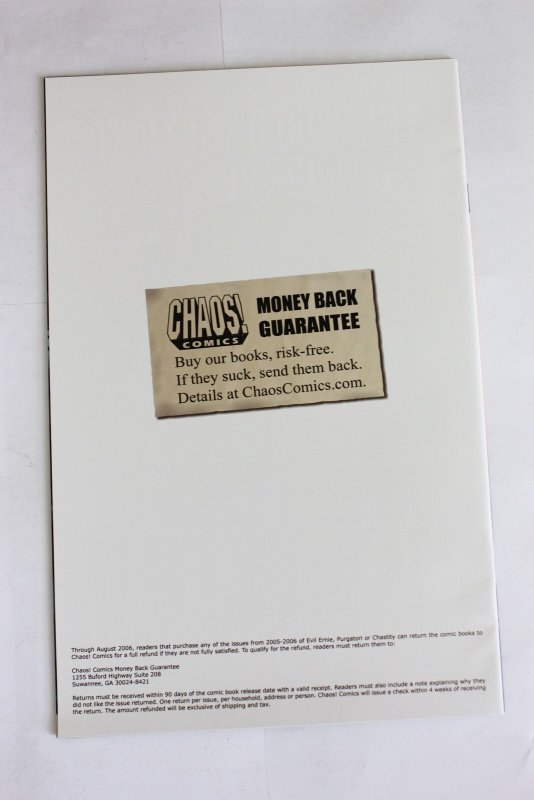 CHAOS!
COMICS
MONEY BACK
GUARANTEE
Buy our books, risk-free.
If they suck, send them back.
Details at ChaosComics.com.
Through August 2006, readers that purchase any of the issues from 2005-2006 of Evil Ernie, Purgatori or Chastity can return the comic books to
Chaos! Comics for a full refund if they are not fully satisfied. To qualify for the refund, readers must return them to:
Chaos! Comics Money Back Guarantee
1255 Buford Highway Suite 208
Suwannee, GA 30024-8421
Returns must be received within 90 days of the comic book release date with a valid receipt. Readers must also include a note explaining why they
did not like the issue returned. One return per issue, per household, address or person. Chaos! Comics will issue a check within 4 weeks of receiving
the return. The amount refunded will be exclusive of shipping and tax.